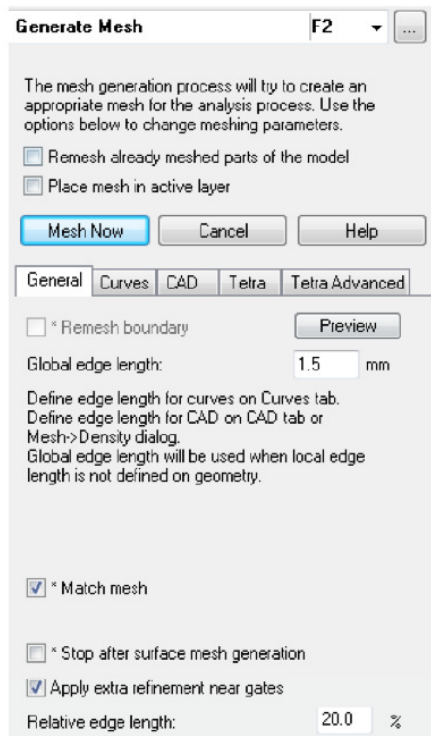 Generate Mesh F2 ...
The mesh generation process will try to create an
appropriate mesh for the analysis process. Use the
options below to change meshing parameters.
Remesh already meshed parts of the model
Place mesh in active layer
Mesh Now Cancel Help
General Curves CAD Tetra Tetra Advanced
* Remesh boundary Preview
Global edge length: 1.5 mm
Define edge length for curves on Curves tab.
Define edge length for CAD on CAD tab or
Mesh->Density dialog.
Global edge length will be used when local edge
length is not defined on geometry.
* Match mesh
* Stop after surface mesh generation
Apply extra refinement near gates
Relative edge length: 20.0 %